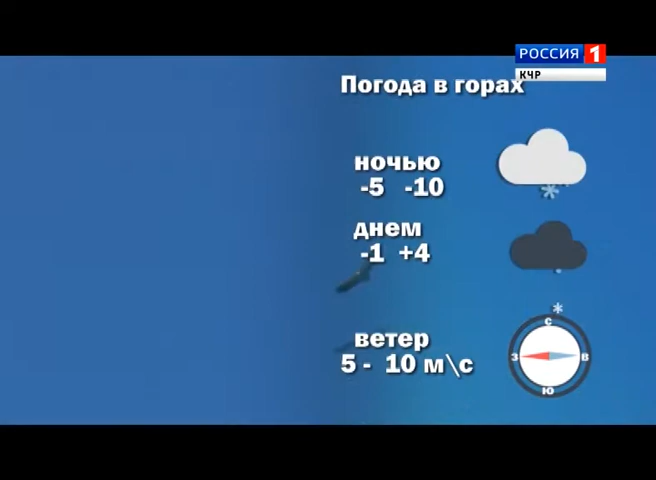 РОССИЯ 1
КЧР
Погода в горах
ночью
-5 -10
днем
-1 +4
ветер
5 - 10 м\с
С
З В
Ю